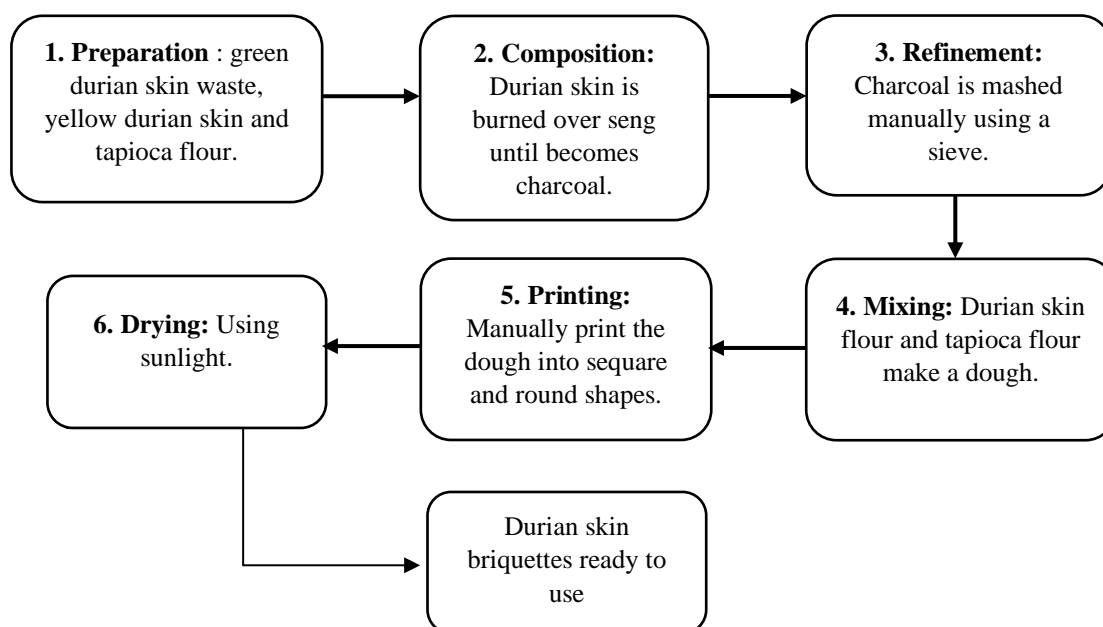 1. Preparation : green
durian skin waste,
yellow durian skin and
tapioca flour.
2. Composition:
Durian skin is
burned over seng
until becomes
charcoal.
3. Refinement:
Charcoal is mashed
manually using a
sieve.
4. Mixing: Durian skin
flour and tapioca flour
make a dough.
5. Printing:
Manually print the
dough into sequare
and round shapes.
6. Drying: Using
sunlight.
Durian skin
briquettes ready to
use